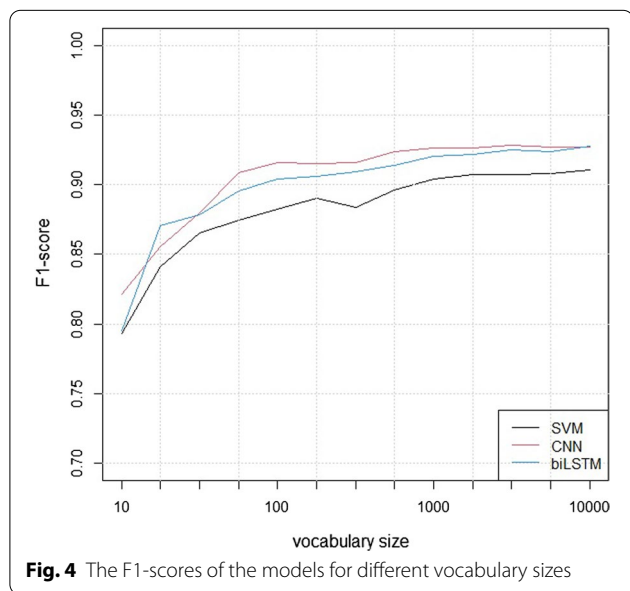 1.00
0.95
0.90
0.85
0.80
0.75
0.70
F1-score
10
100
1000
10000
vocabulary size
SVM
CNN
biLSTM
Fig. 4 The F1-scores of the models for different vocabulary sizes